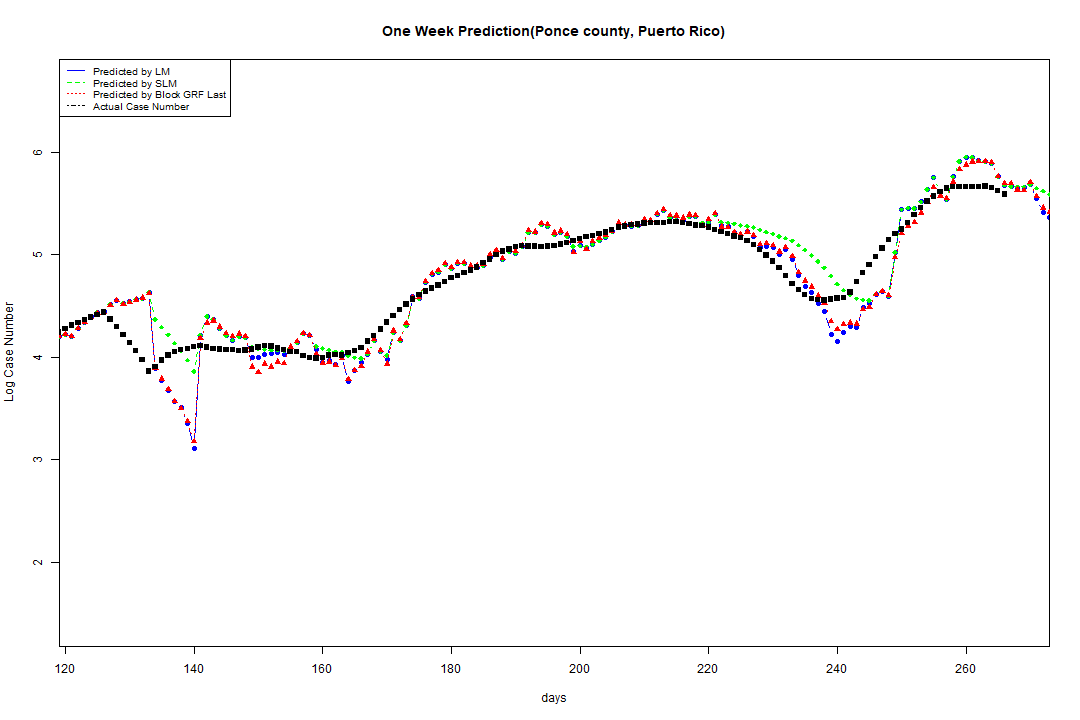 One Week Prediction(Ponce county, Puerto Rico)
Predicted by LM
Predicted by SLM
Predicted by Block GRF Last
Actual Case Number
6
5
4
3
2
Log Case Number
120 140 160 180 200 220 240 260
days